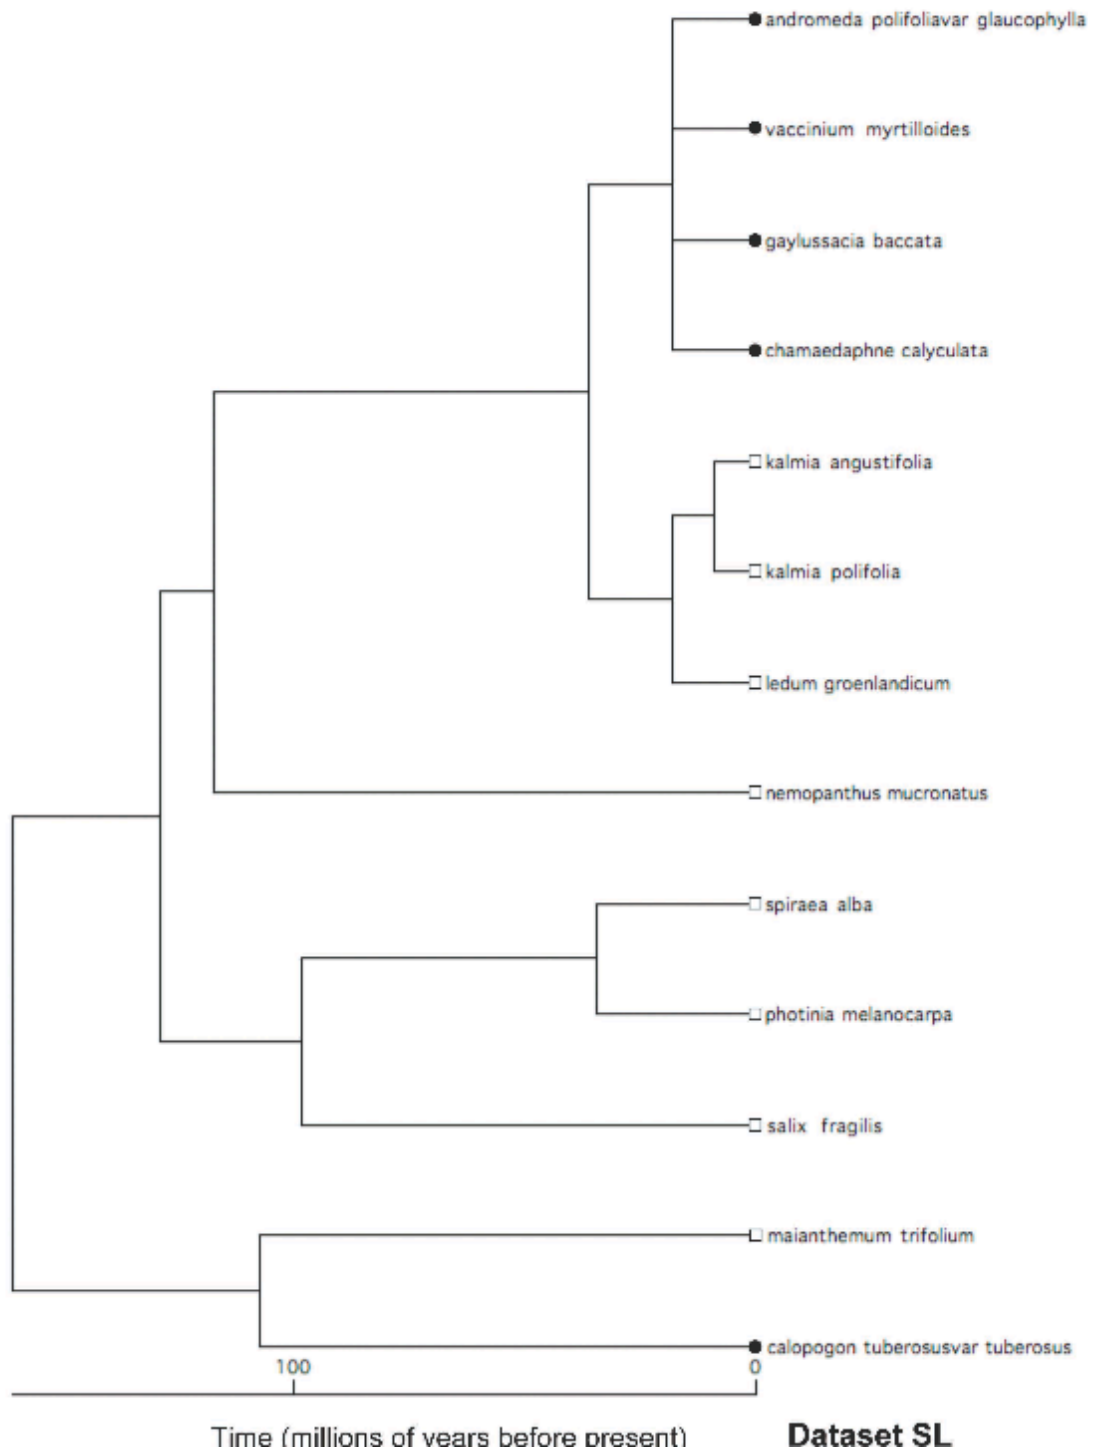 andromeda polifoliavar glaucophylla
vaccinium myrtilloides
gaylussacia baccata
chamaedaphne calyculata
kalmia angustifolia
kalmia polifolia
ledum groenlandicum
nemopanthus mucronatus
spiraea alba
photinia melanocarpa
salix fragilis
maianthemum trifolium
calopogon tuberosusvar tuberosus
100 0
Time (millions of years before present) Dataset SL